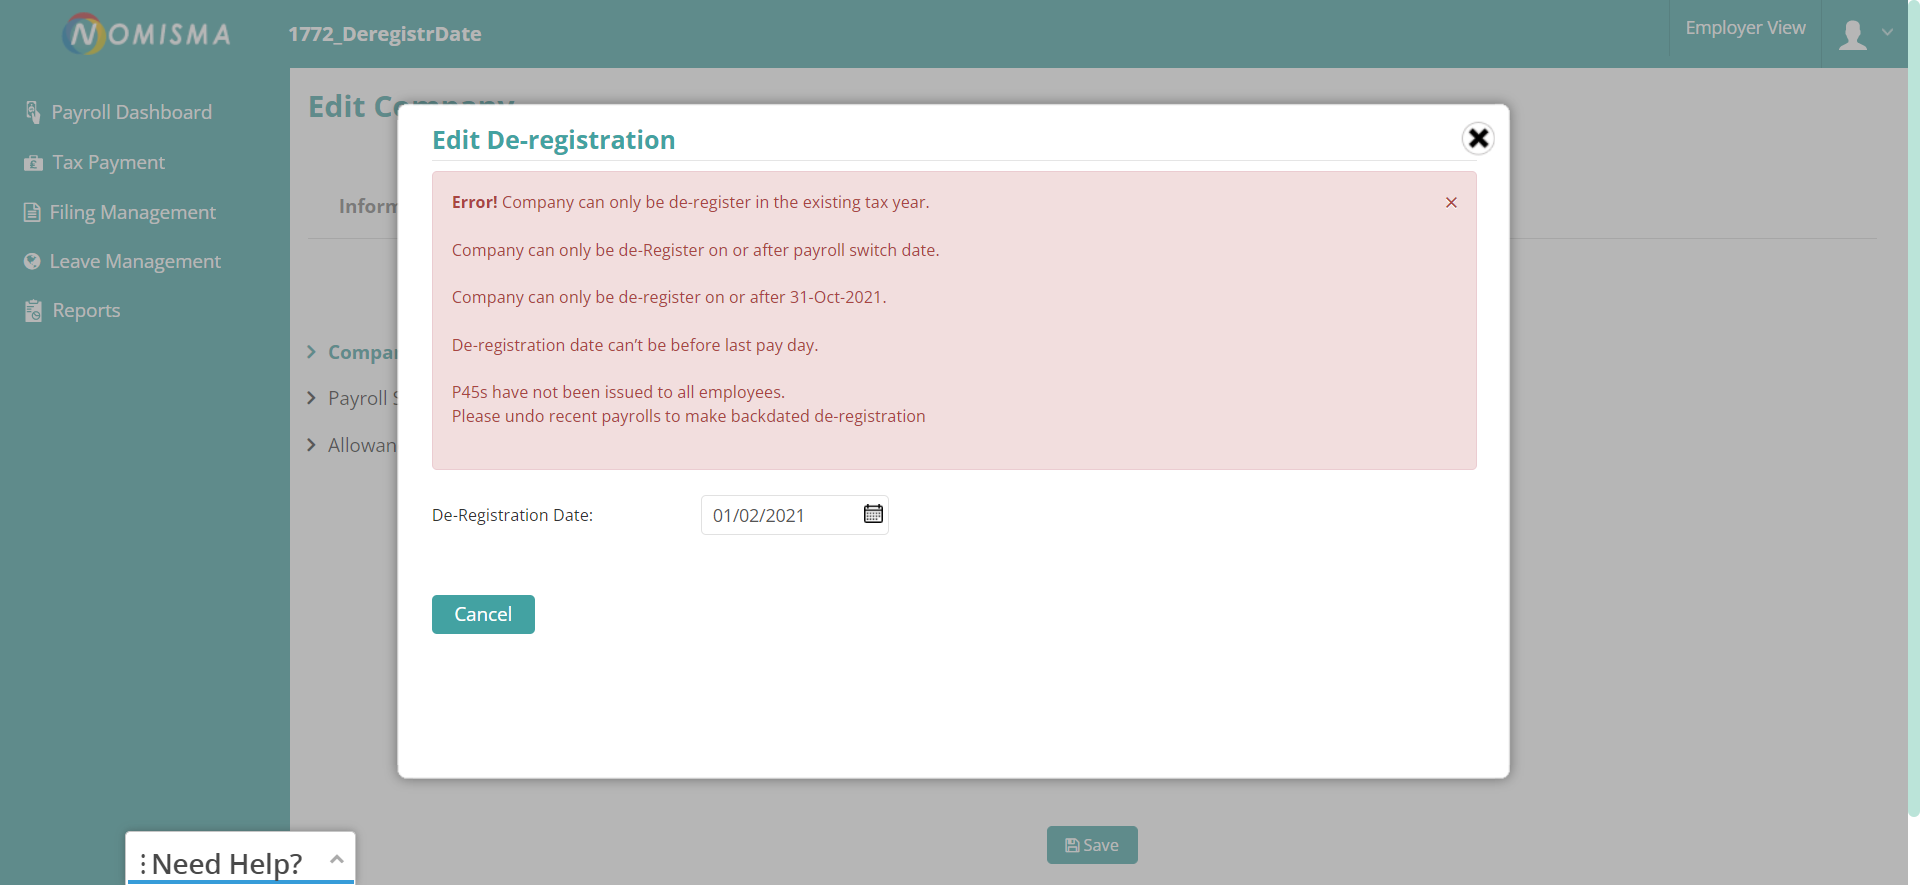 NOMISMA
1772_DeregistrDate
Employer View
Payroll Dashboard
Tax Payment
Filing Management
Leave Management
Reports
Edit Company
Edit De-registration
Error! Company can only be de-register in the existing tax year.
Company can only be de-Register on or after payroll switch date.
Company can only be de-register on or after 31-Oct-2021.
De-registration date can't be before last pay day.
P45s have not been issued to all employees.
Please undo recent payrolls to make backdated de-registration
De-Registration Date:
01/02/2021
Cancel
Inform
Compan
Payroll S
Allowan
Save
Need Help?